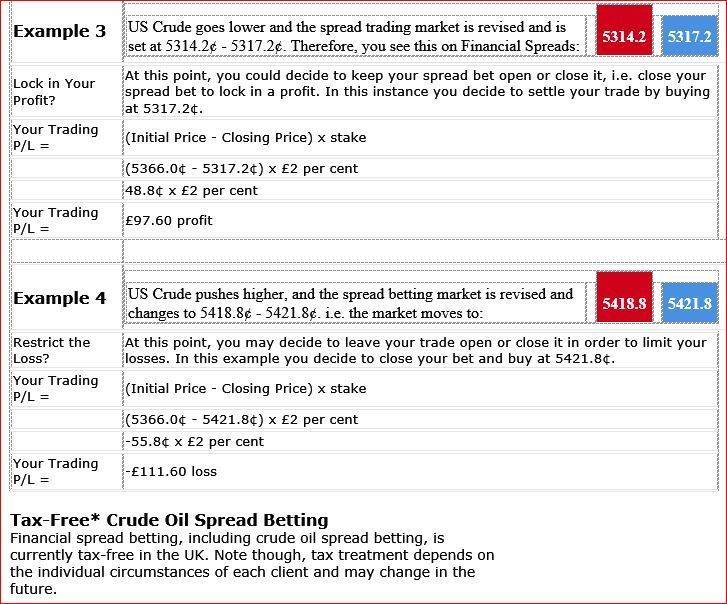 Example 3
US Crude goes lower and the spread trading market is revised and is
set at 5314.2¢ - 5317.2¢. Therefore, you see this on Financial Spreads:
5314.2
5317.2
Lock in Your
Profit?
At this point, you could decide to keep your spread bet open or close it, i.e. close your
spread bet to lock in a profit. In this instance you decide to settle your trade by buying
at 5317.2¢.
Your Trading
P/L =
(Initial Price - Closing Price) x stake
(5366.0¢ - 5317.2¢) x £2 per cent
48.8¢ x £2 per cent
Your Trading
P/L =
£97.60 profit
Example 4
US Crude pushes higher, and the spread betting market is revised and
changes to 5418.8¢ - 5421.8¢. i.e. the market moves to:
5418.8
5421.8
Restrict the
Loss?
At this point, you may decide to leave your trade open or close it in order to limit your
losses. In this example you decide to close your bet and buy at 5421.8¢.
Your Trading
P/L =
(Initial Price - Closing Price) x stake
(5366.0¢ - 5421.8¢) x £2 per cent
-55.8¢ x £2 per cent
Your Trading
P/L =
-£111.60 loss
Tax-Free* Crude Oil Spread Betting
Financial spread betting, including crude oil spread betting, is
currently tax-free in the UK. Note though, tax treatment depends on
the individual circumstances of each client and may change in the
future.